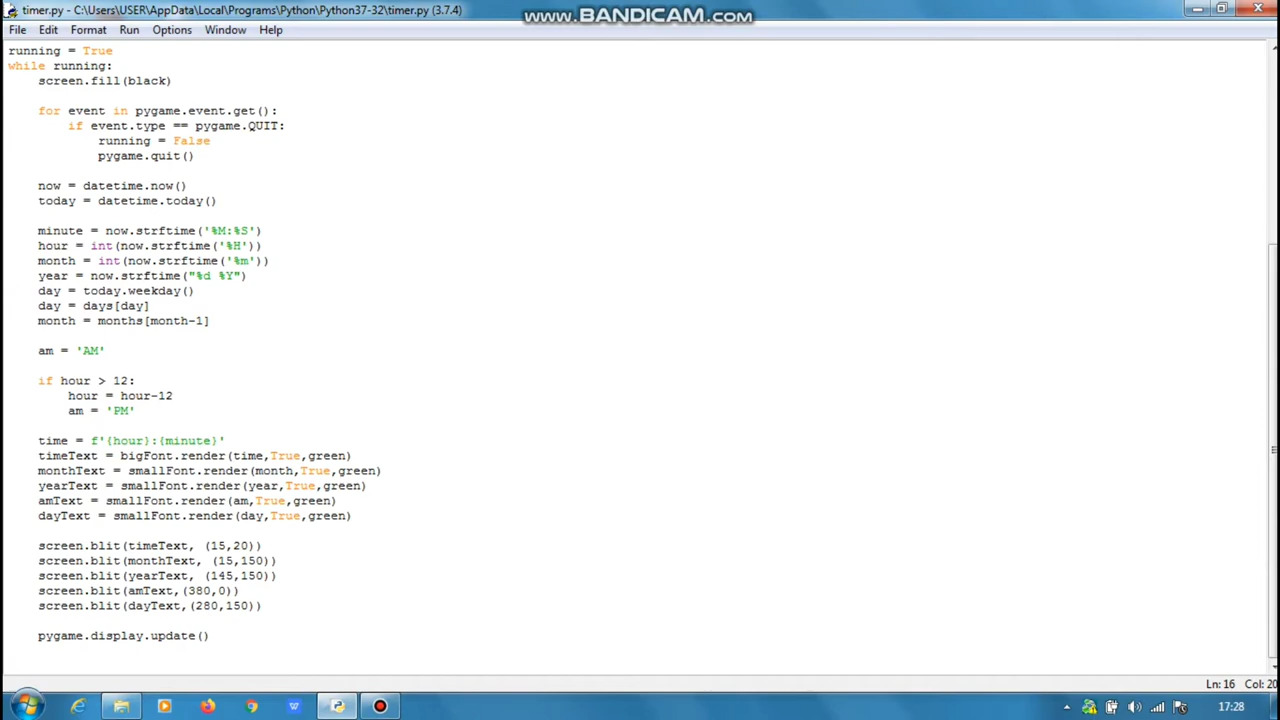 timer.py - C:\Users\USER\AppData\Local\Programs\Python\Python37-32\timer.py (3.7.4)
www.BANDICAM.com
File Edit Format Run Options Window Help
running = True
while running:
    screen.fill(black)
    for event in pygame.event.get():
        if event.type == pygame.QUIT:
            running = False
            pygame.quit()
    now = datetime.now()
    today = datetime.today()
    minute = now.strftime('%M:%S')
    hour = int(now.strftime('%H'))
    month = int(now.strftime('%m'))
    year = now.strftime("%d %Y")
    day = today.weekday()
    day = days[day]
    month = months[month-1]
    am = 'AM'
    if hour > 12:
        hour = hour-12
        am = 'PM'
    time = f'{hour}:{minute}'
    timeText = bigFont.render(time,True,green)
    monthText = smallFont.render(month,True,green)
    yearText = smallFont.render(year,True,green)
    amText = smallFont.render(am,True,green)
    dayText = smallFont.render(day,True,green)
    screen.blit(timeText, (15,20))
    screen.blit(monthText, (15,150))
    screen.blit(yearText, (145,150))
    screen.blit(amText,(380,0))
    screen.blit(dayText,(280,150))
    pygame.display.update()
Ln: 16 Col: 20
17:28